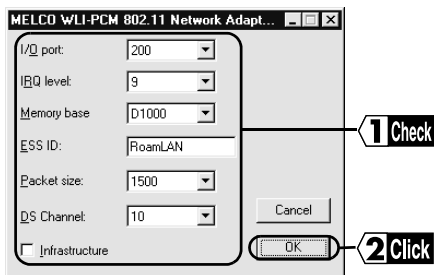 MELCO WLI-PCM 802.11 Network Adapt...
I/O port: 200
IRQ level: 9
Memory base D1000
ESS ID: RoamLAN
Packet size: 1500
DS Channel: 10
Infrastructure
Cancel
OK
1 Check
2 Click